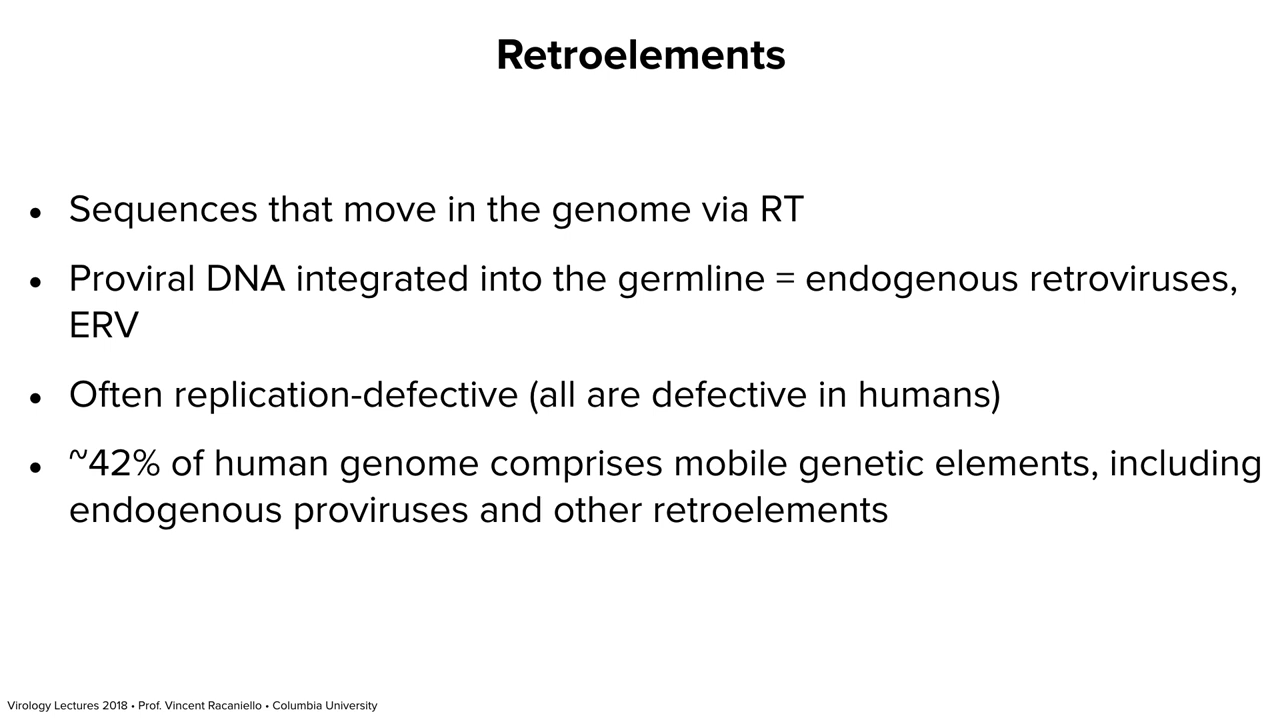 Retroelements
• Sequences that move in the genome via RT
• Proviral DNA integrated into the germline = endogenous retroviruses,
ERV
• Often replication-defective (all are defective in humans)
• ~42% of human genome comprises mobile genetic elements, including
endogenous proviruses and other retroelements
Virology Lectures 2018 • Prof. Vincent Racaniello • Columbia University